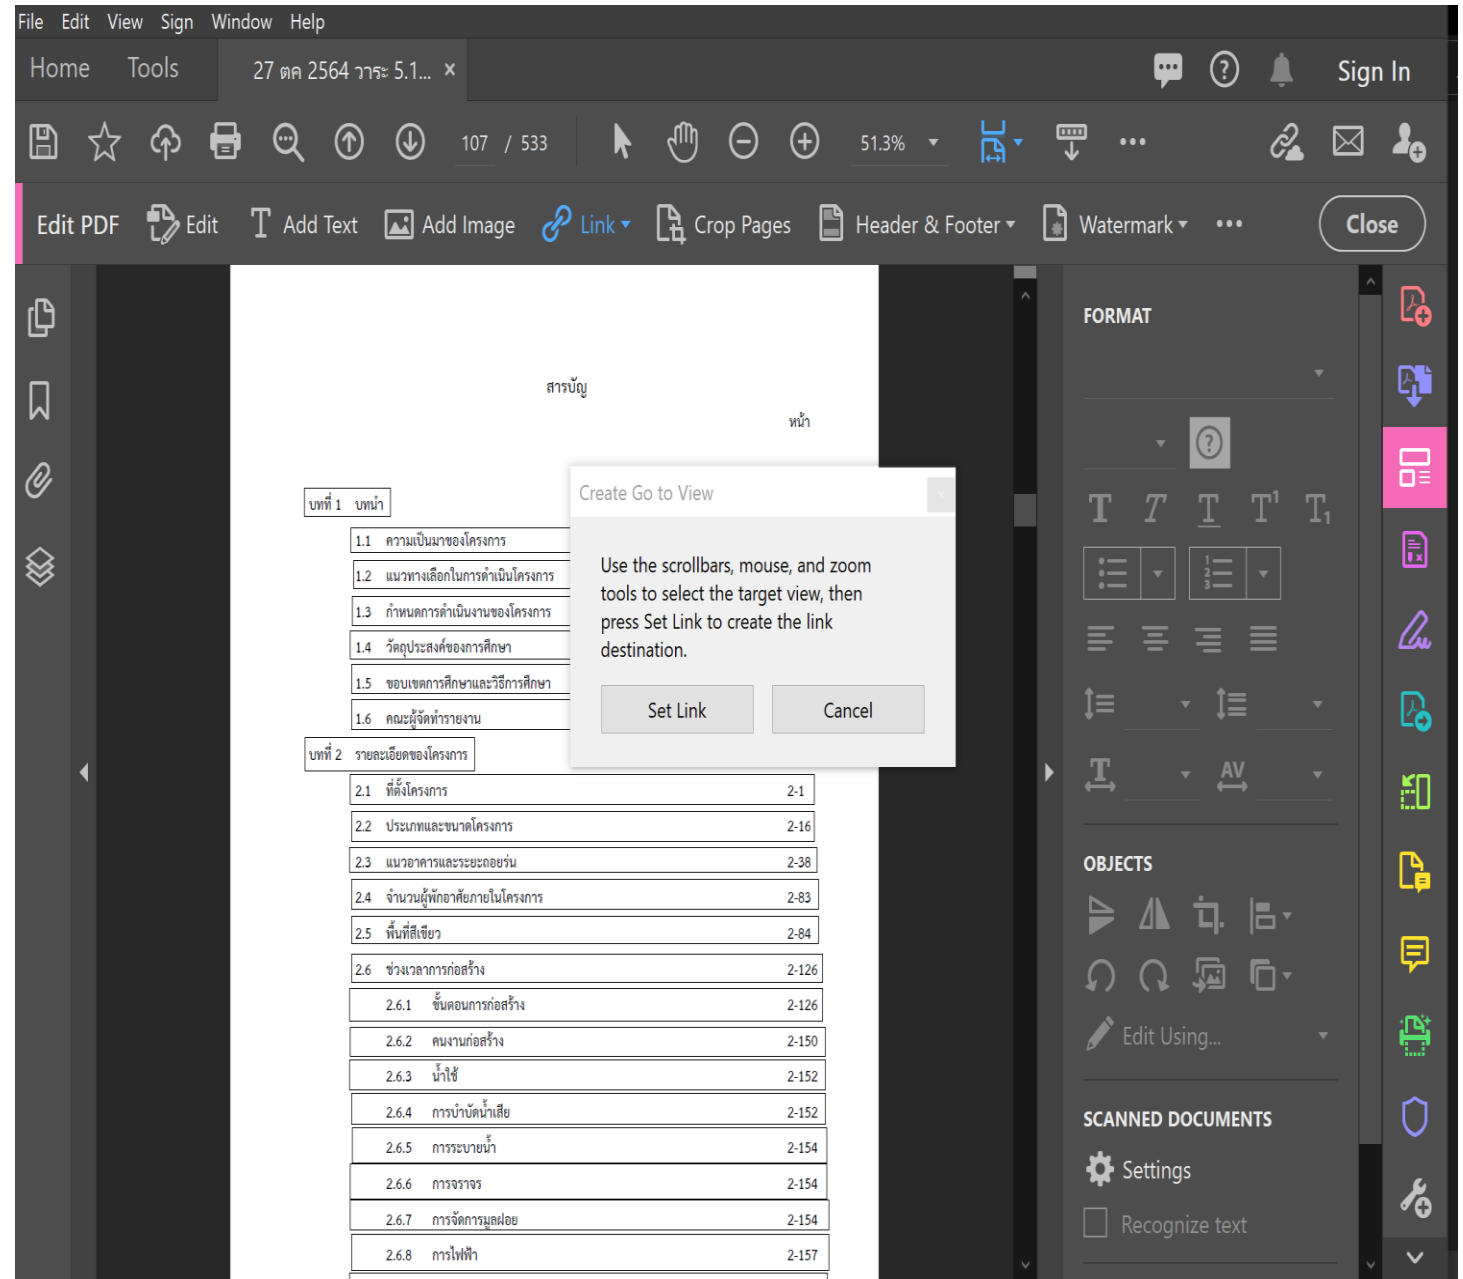 File Edit View Sign Window Help
Home Tools 27 ตค 2564 วาระ 5.1... × Sign In
107 / 533 51.3%
Edit PDF Edit Add Text Add Image Link Crop Pages Header & Footer Watermark Close
สารบัญ
หน้า
บทที่ 1 บทนำ
1.1 ความเป็นมาของโครงการ
1.2 แนวทางเลือกในการดำเนินโครงการ
1.3 กำหนดการดำเนินงานของโครงการ
1.4 วัตถุประสงค์ของการศึกษา
1.5 ขอบเขตการศึกษาและวิธีการศึกษา
1.6 คณะผู้จัดทำรายงาน
บทที่ 2 รายละเอียดของโครงการ
2.1 ที่ตั้งโครงการ 2-1
2.2 ประเภทและขนาดโครงการ 2-16
2.3 แนวอาคารและระยะถอยร่น 2-38
2.4 จำนวนผู้พักอาศัยภายในโครงการ 2-83
2.5 พื้นที่สีเขียว 2-84
2.6 ช่วงเวลาการก่อสร้าง 2-126
2.6.1 ขั้นตอนการก่อสร้าง 2-126
2.6.2 คนงานก่อสร้าง 2-150
2.6.3 น้ำใช้ 2-152
2.6.4 การบำบัดน้ำเสีย 2-152
2.6.5 การระบายน้ำ 2-154
2.6.6 การจราจร 2-154
2.6.7 การจัดการมูลฝอย 2-154
2.6.8 การไฟฟ้า 2-157
Create Go to View
Use the scrollbars, mouse, and zoom
tools to select the target view, then
press Set Link to create the link
destination.
Set Link Cancel
FORMAT
OBJECTS
Edit Using...
SCANNED DOCUMENTS
Settings
Recognize text